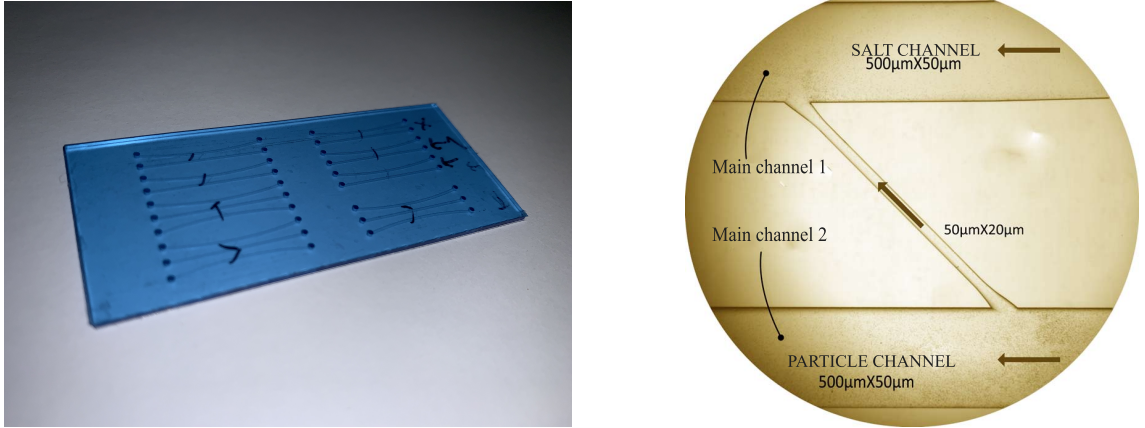 SALT CHANNEL
500µmX50µm
Main channel 1
50µmX20µm
Main channel 2
PARTICLE CHANNEL
500µmX50µm